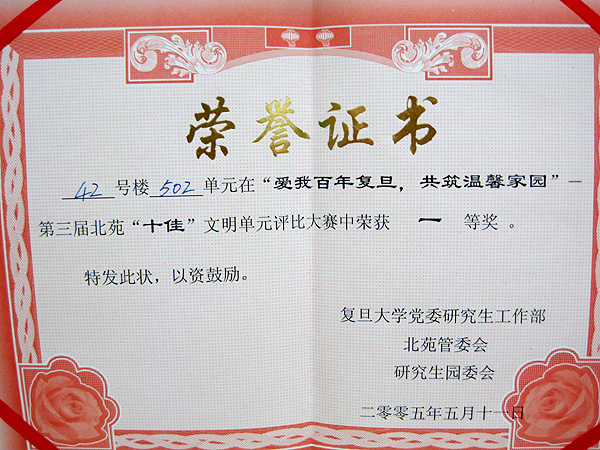 荣誉证书
42 号楼 502 单元在“爱我百年复旦，共筑温馨家园”–
第三届北苑“十佳”文明单元评比大赛中荣获 一 等奖。
特发此状，以资鼓励。
复旦大学党委研究生工作部
北苑管委会
研究生园委会
二零零五年五月十一日